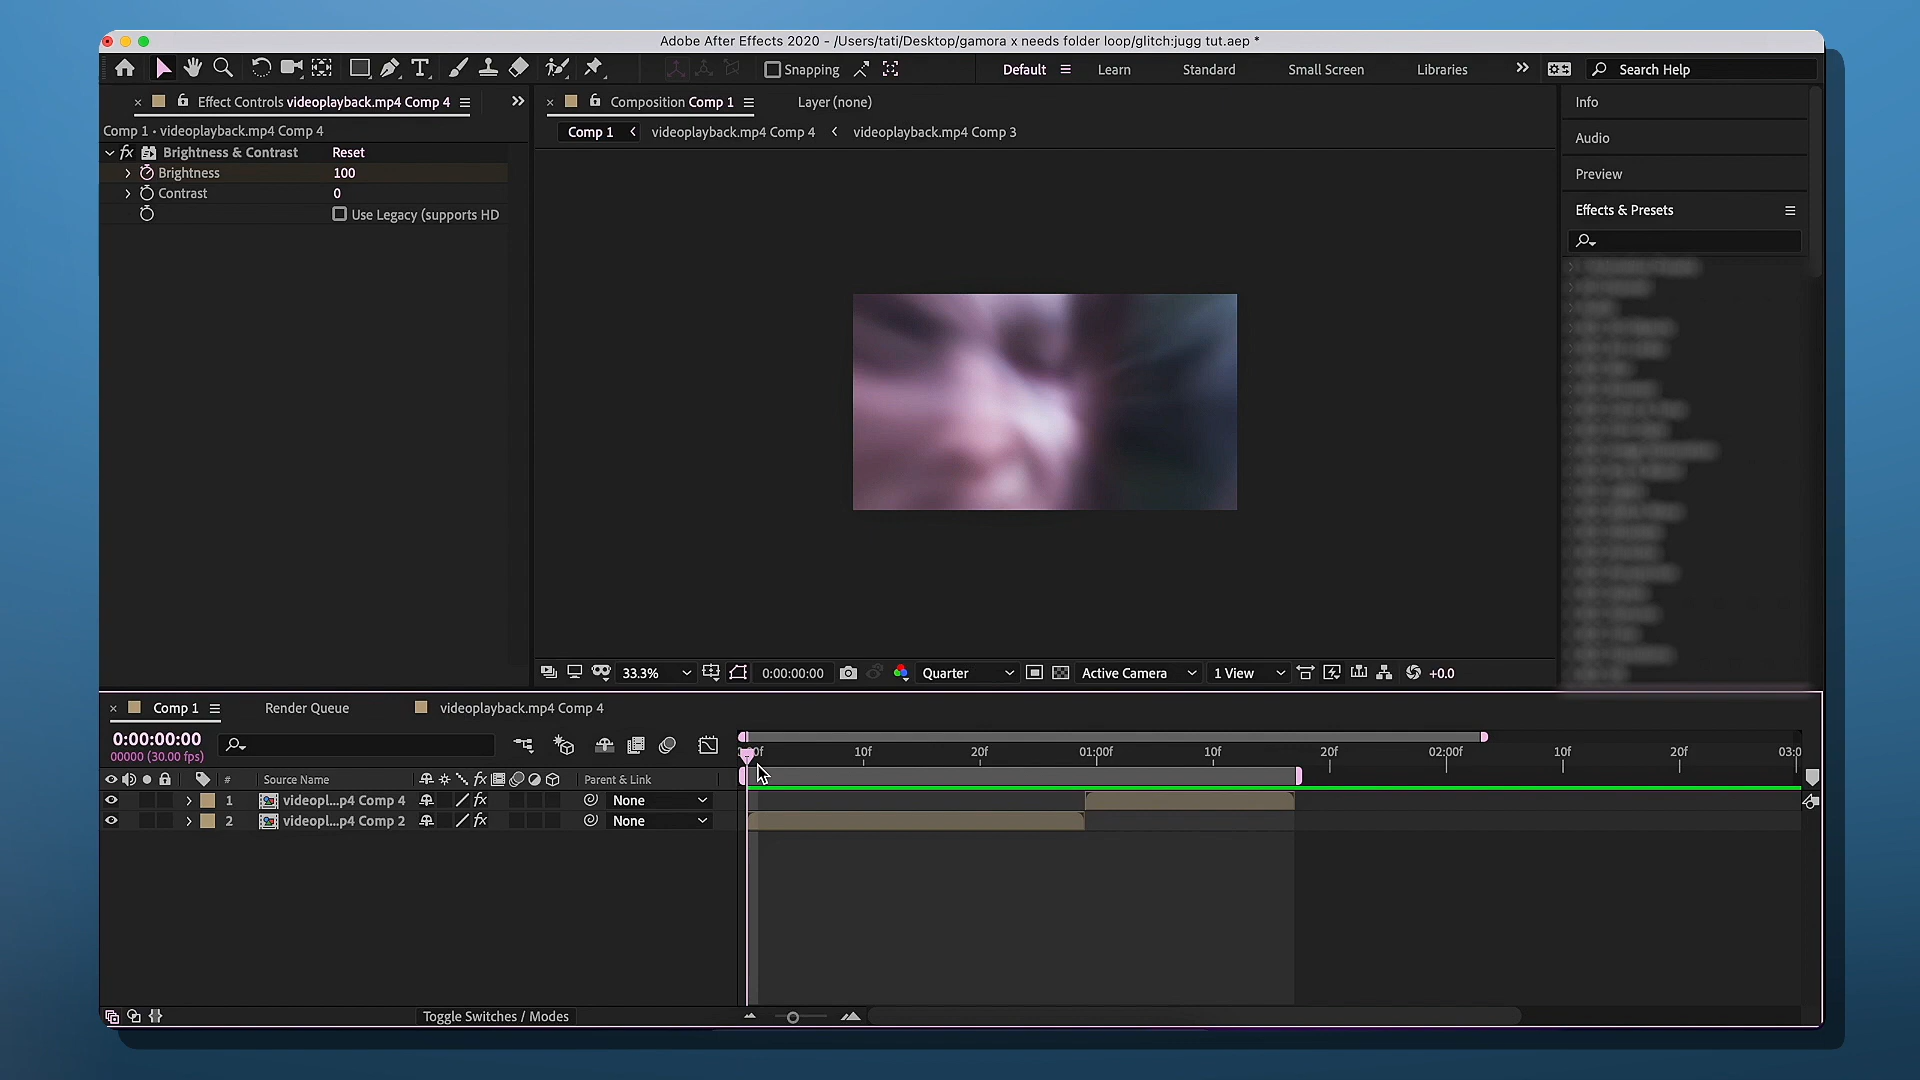 Adobe After Effects 2020 - /Users/tati/Desktop/gamora x needs folder loop/glitch:jugg tut.aep *
Snapping
Default
Learn
Standard
Small Screen
Libraries
Search Help
Effect Controls videoplayback.mp4 Comp 4
Comp 1 • videoplayback.mp4 Comp 4
fx Brightness & Contrast Reset
Brightness 100
Contrast 0
Use Legacy (supports HD
Composition Comp 1
Layer (none)
Comp 1 videoplayback.mp4 Comp 4 videoplayback.mp4 Comp 3
Info
Audio
Preview
Effects & Presets
33.3% 0:00:00:00 Quarter Active Camera 1 View +0.0
Comp 1 Render Queue videoplayback.mp4 Comp 4
0:00:00:00
00000 (30.00 fps)
10f 20f 01:00f 10f 20f 02:00f 10f 20f 03:0
# Source Name fx Parent & Link
1 videopl...p4 Comp 4 fx None
2 videopl...p4 Comp 2 fx None
Toggle Switches / Modes